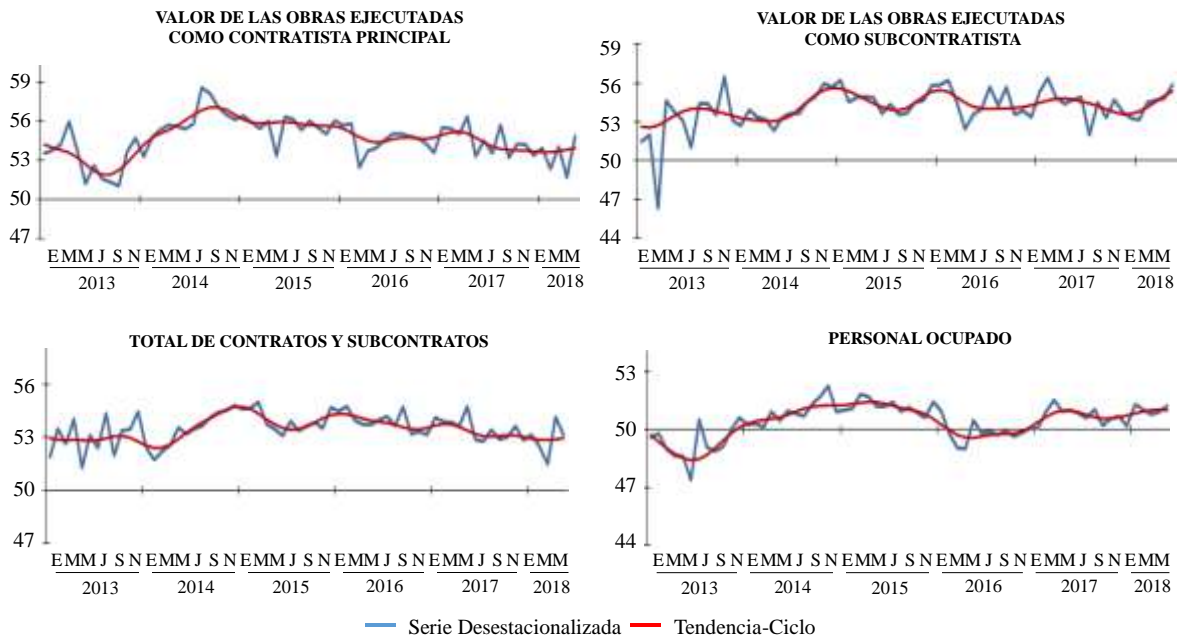 VALOR DE LAS OBRAS EJECUTADAS
COMO CONTRATISTA PRINCIPAL
59
56
53
50
47
E M M J S N E M M J S N E M M J S N E M M J S N E M M J S N E M M
2013 2014 2015 2016 2017 2018
VALOR DE LAS OBRAS EJECUTADAS
COMO SUBCONTRATISTA
59
56
53
50
47
44
E M M J S N E M M J S N E M M J S N E M M J S N E M M J S N E M M
2013 2014 2015 2016 2017 2018
TOTAL DE CONTRATOS Y SUBCONTRATOS
56
53
50
47
E M M J S N E M M J S N E M M J S N E M M J S N E M M J S N E M M
2013 2014 2015 2016 2017 2018
PERSONAL OCUPADO
53
50
47
44
E M M J S N E M M J S N E M M J S N E M M J S N E M M J S N E M M
2013 2014 2015 2016 2017 2018
Serie Desestacionalizada Tendencia-Ciclo